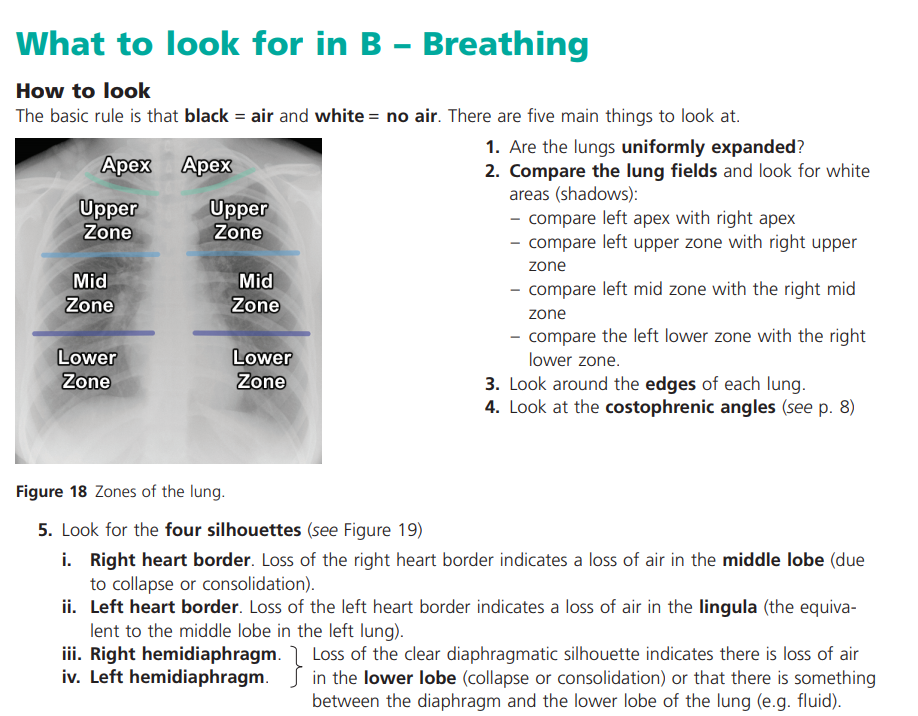 What to look for in B – Breathing
How to look
The basic rule is that black = air and white = no air. There are five main things to look at.
Apex Apex
Upper Upper
Zone Zone
Mid Mid
Zone Zone
Lower Lower
Zone Zone
1. Are the lungs uniformly expanded?
2. Compare the lung fields and look for white
areas (shadows):
– compare left apex with right apex
– compare left upper zone with right upper
zone
– compare left mid zone with the right mid
zone
– compare the left lower zone with the right
lower zone.
3. Look around the edges of each lung.
4. Look at the costophrenic angles (see p. 8)
Figure 18 Zones of the lung.
5. Look for the four silhouettes (see Figure 19)
i. Right heart border. Loss of the right heart border indicates a loss of air in the middle lobe (due
to collapse or consolidation).
ii. Left heart border. Loss of the left heart border indicates a loss of air in the lingula (the equiva-
lent to the middle lobe in the left lung).
iii. Right hemidiaphragm. } Loss of the clear diaphragmatic silhouette indicates there is loss of air
iv. Left hemidiaphragm. in the lower lobe (collapse or consolidation) or that there is something
between the diaphragm and the lower lobe of the lung (e.g. fluid).